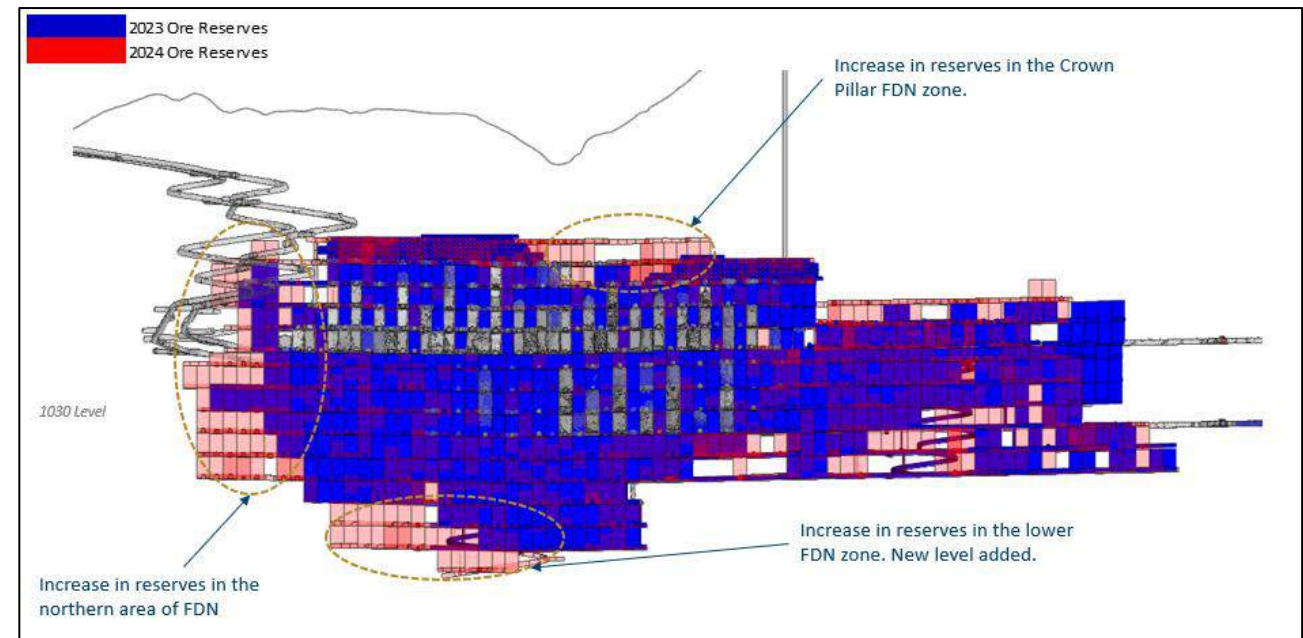 2023 Ore Reserves
2024 Ore Reserves
Increase in reserves in the Crown
Pillar FDN zone.
1030 Level
Increase in reserves in the lower
FDN zone. New level added.
Increase in reserves in the
northern area of FDN